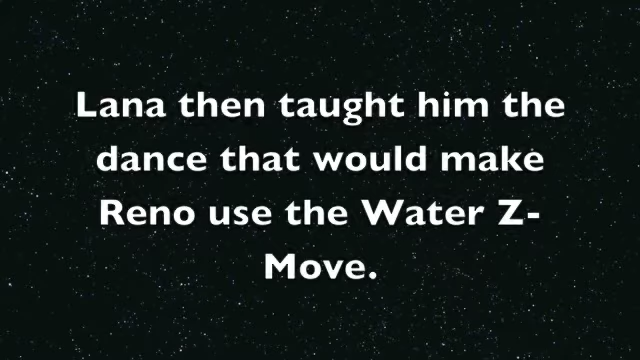 Lana then taught him the
dance that would make
Reno use the Water Z-
Move.